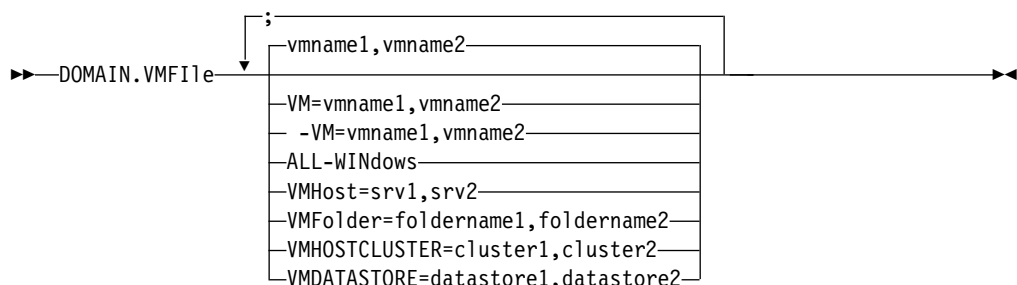 ;
vmname1,vmname2
DOMAIN.VMFIle
VM=vmname1,vmname2
-VM=vmname1,vmname2
ALL-WINdows
VMHost=srv1,srv2
VMFolder=foldername1,foldername2
VMHOSTCLUSTER=cluster1,cluster2
VMDATASTORE=datastore1,datastore2